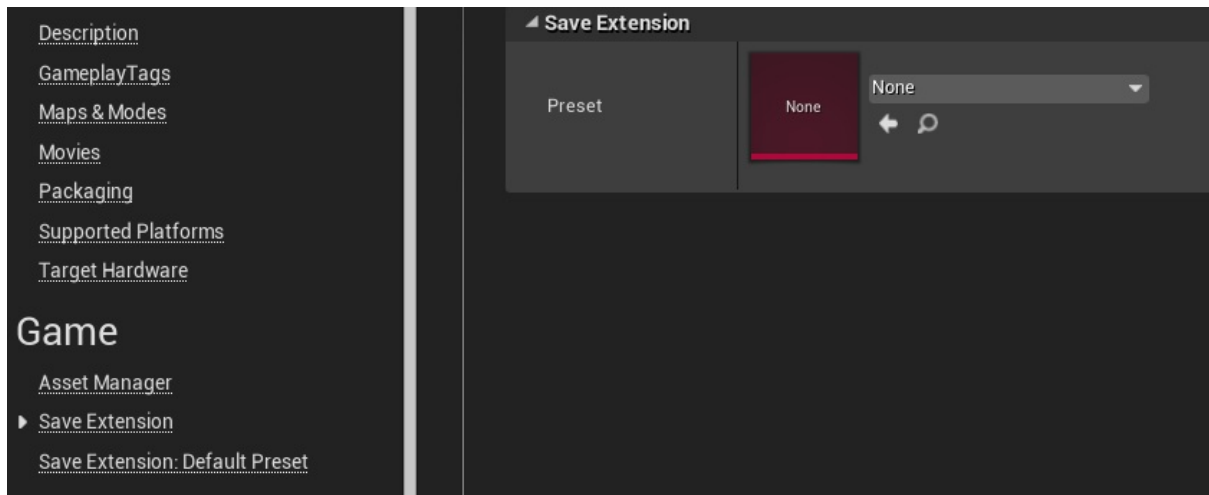 Description
GameplayTags
Maps & Modes
Movies
Packaging
Supported Platforms
Target Hardware
Game
Asset Manager
Save Extension
Save Extension: Default Preset
Save Extension
Preset
None
None